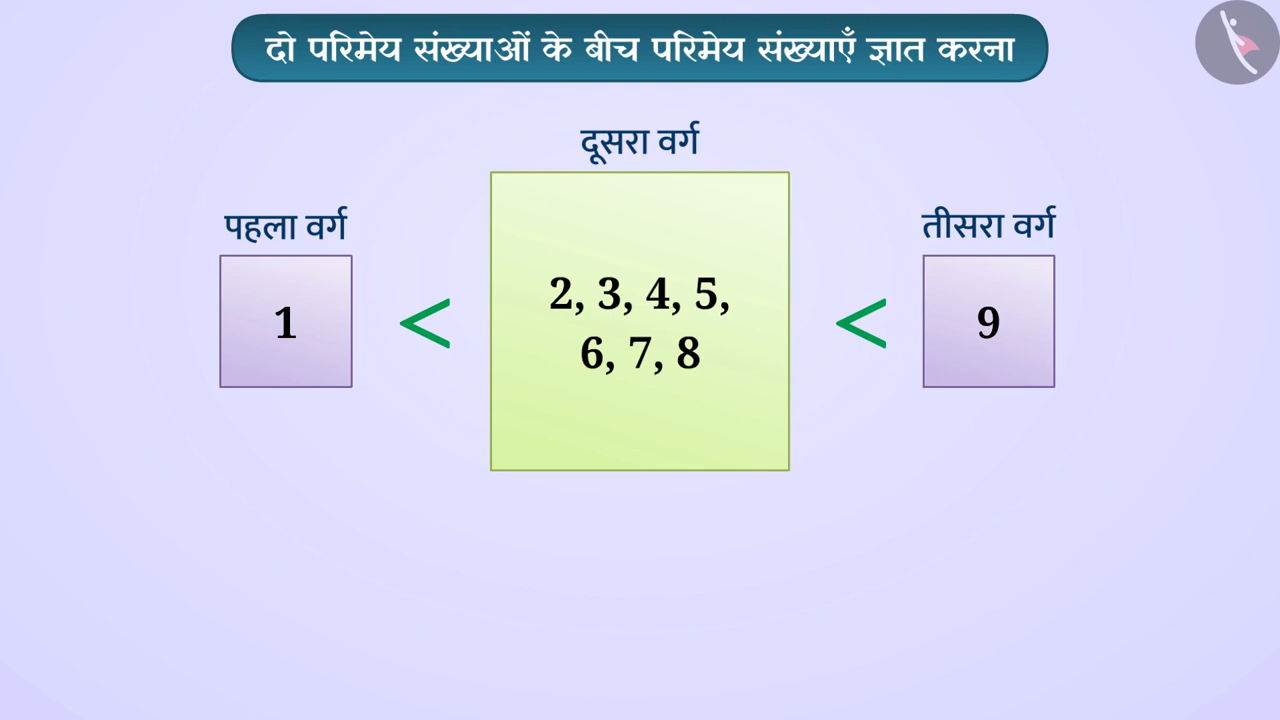 दो परिमेय संख्याओं के बीच परिमेय संख्याएँ ज्ञात करना
दूसरा वर्ग
पहला वर्ग
तीसरा वर्ग
1
<
2, 3, 4, 5,
6, 7, 8
<
9